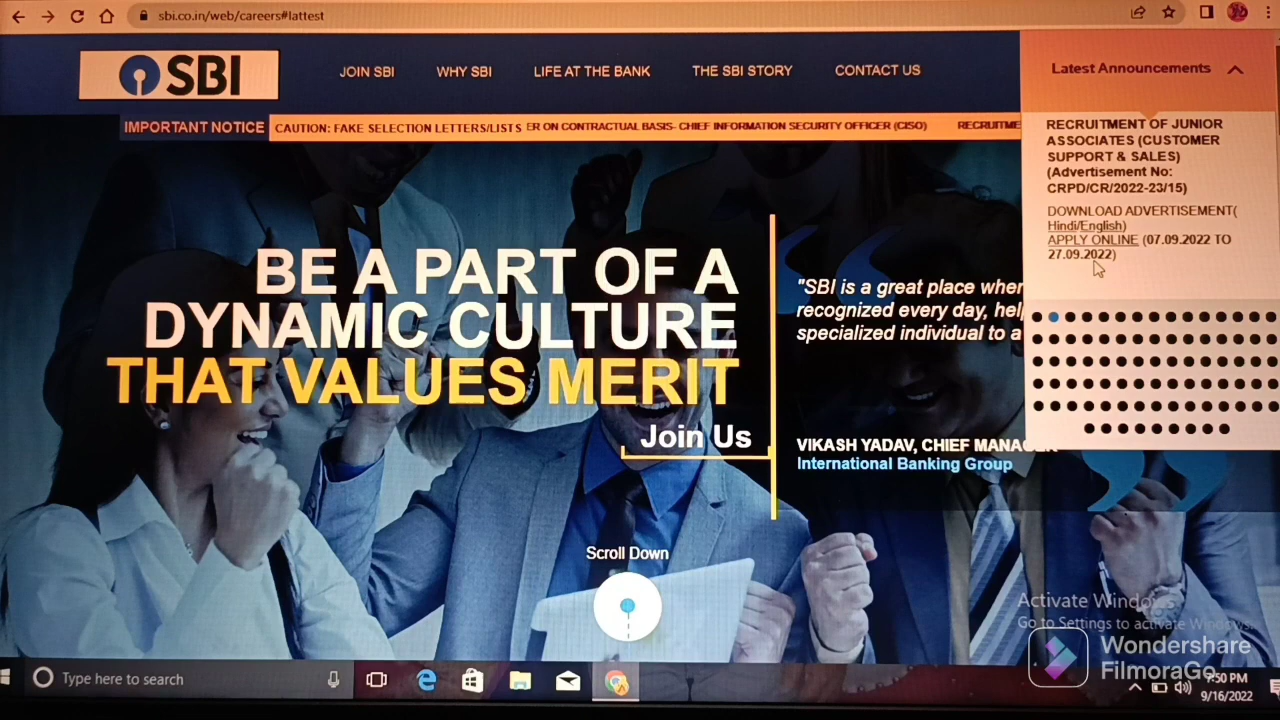 sbi.co.in/web/careers#lattest
SBI
JOIN SBI
WHY SBI
LIFE AT THE BANK
THE SBI STORY
CONTACT US
Latest Announcements
IMPORTANT NOTICE
CAUTION: FAKE SELECTION LETTERS/LISTS
ER ON CONTRACTUAL BASIS- CHIEF INFORMATION SECURITY OFFICER (CISO)
RECRUITME
RECRUITMENT OF JUNIOR
ASSOCIATES (CUSTOMER
SUPPORT & SALES)
(Advertisement No:
CRPD/CR/2022-23/15)
DOWNLOAD ADVERTISEMENT(
Hindi/English)
APPLY ONLINE (07.09.2022 TO
27.09.2022)
BE A PART OF A
DYNAMIC CULTURE
THAT VALUES MERIT
Join Us
"SBI is a great place wher
recognized every day, hel
specialized individual to a
VIKASH YADAV, CHIEF MANAGER
International Banking Group
Scroll Down
Activate Windows
Go to Settings to activate Windows.
Wondershare
FilmoraGo
Type here to search
7:50 PM
9/16/2022